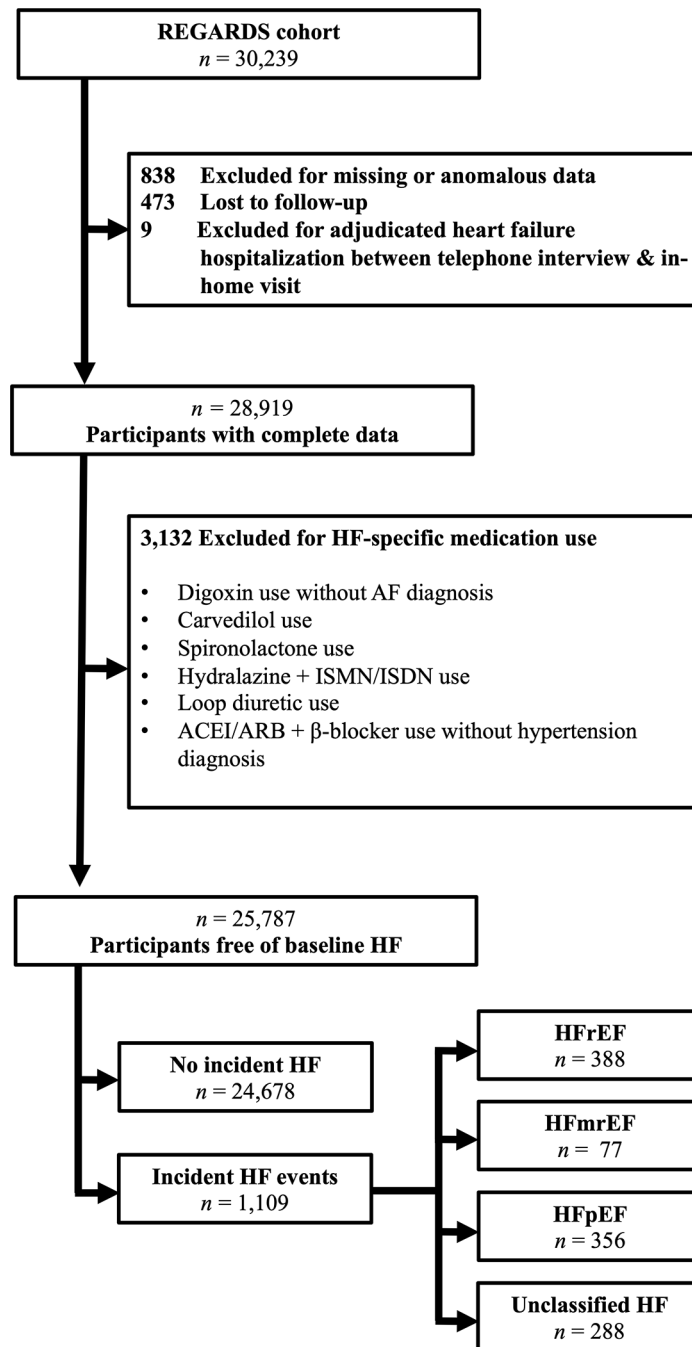 REGARDS cohort
n = 30,239
838 Excluded for missing or anomalous data
473 Lost to follow-up
9 Excluded for adjudicated heart failure
hospitalization between telephone interview & in-
home visit
n = 28,919
Participants with complete data
3,132 Excluded for HF-specific medication use
• Digoxin use without AF diagnosis
• Carvedilol use
• Spironolactone use
• Hydralazine + ISMN/ISDN use
• Loop diuretic use
• ACEI/ARB + β-blocker use without hypertension
diagnosis
n = 25,787
Participants free of baseline HF
No incident HF
n = 24,678
Incident HF events
n = 1,109
HFrEF
n = 388
HFmrEF
n = 77
HFpEF
n = 356
Unclassified HF
n = 288